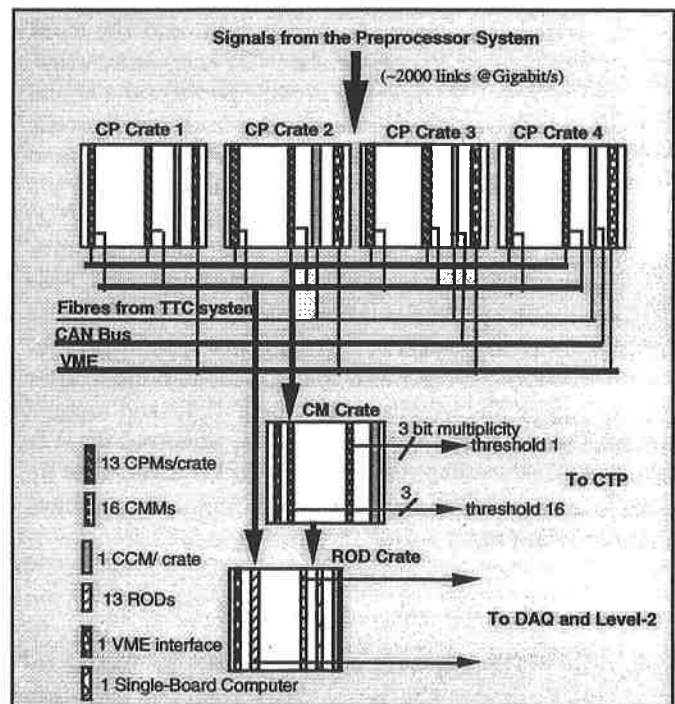 Signals from the Preprocessor System
(~2000 links @Gigabit/s)
CP Crate 1
CP Crate 2
CP Crate 3
CP Crate 4
Fibres from TTC system
CAN Bus
VME
CM Crate
3 bit multiplicity
threshold 1
To CTP
3
threshold 16
13 CPMs/crate
16 CMMs
1 CCM/ crate
13 RODs
1 VME interface
1 Single-Board Computer
ROD Crate
To DAQ and Level-2